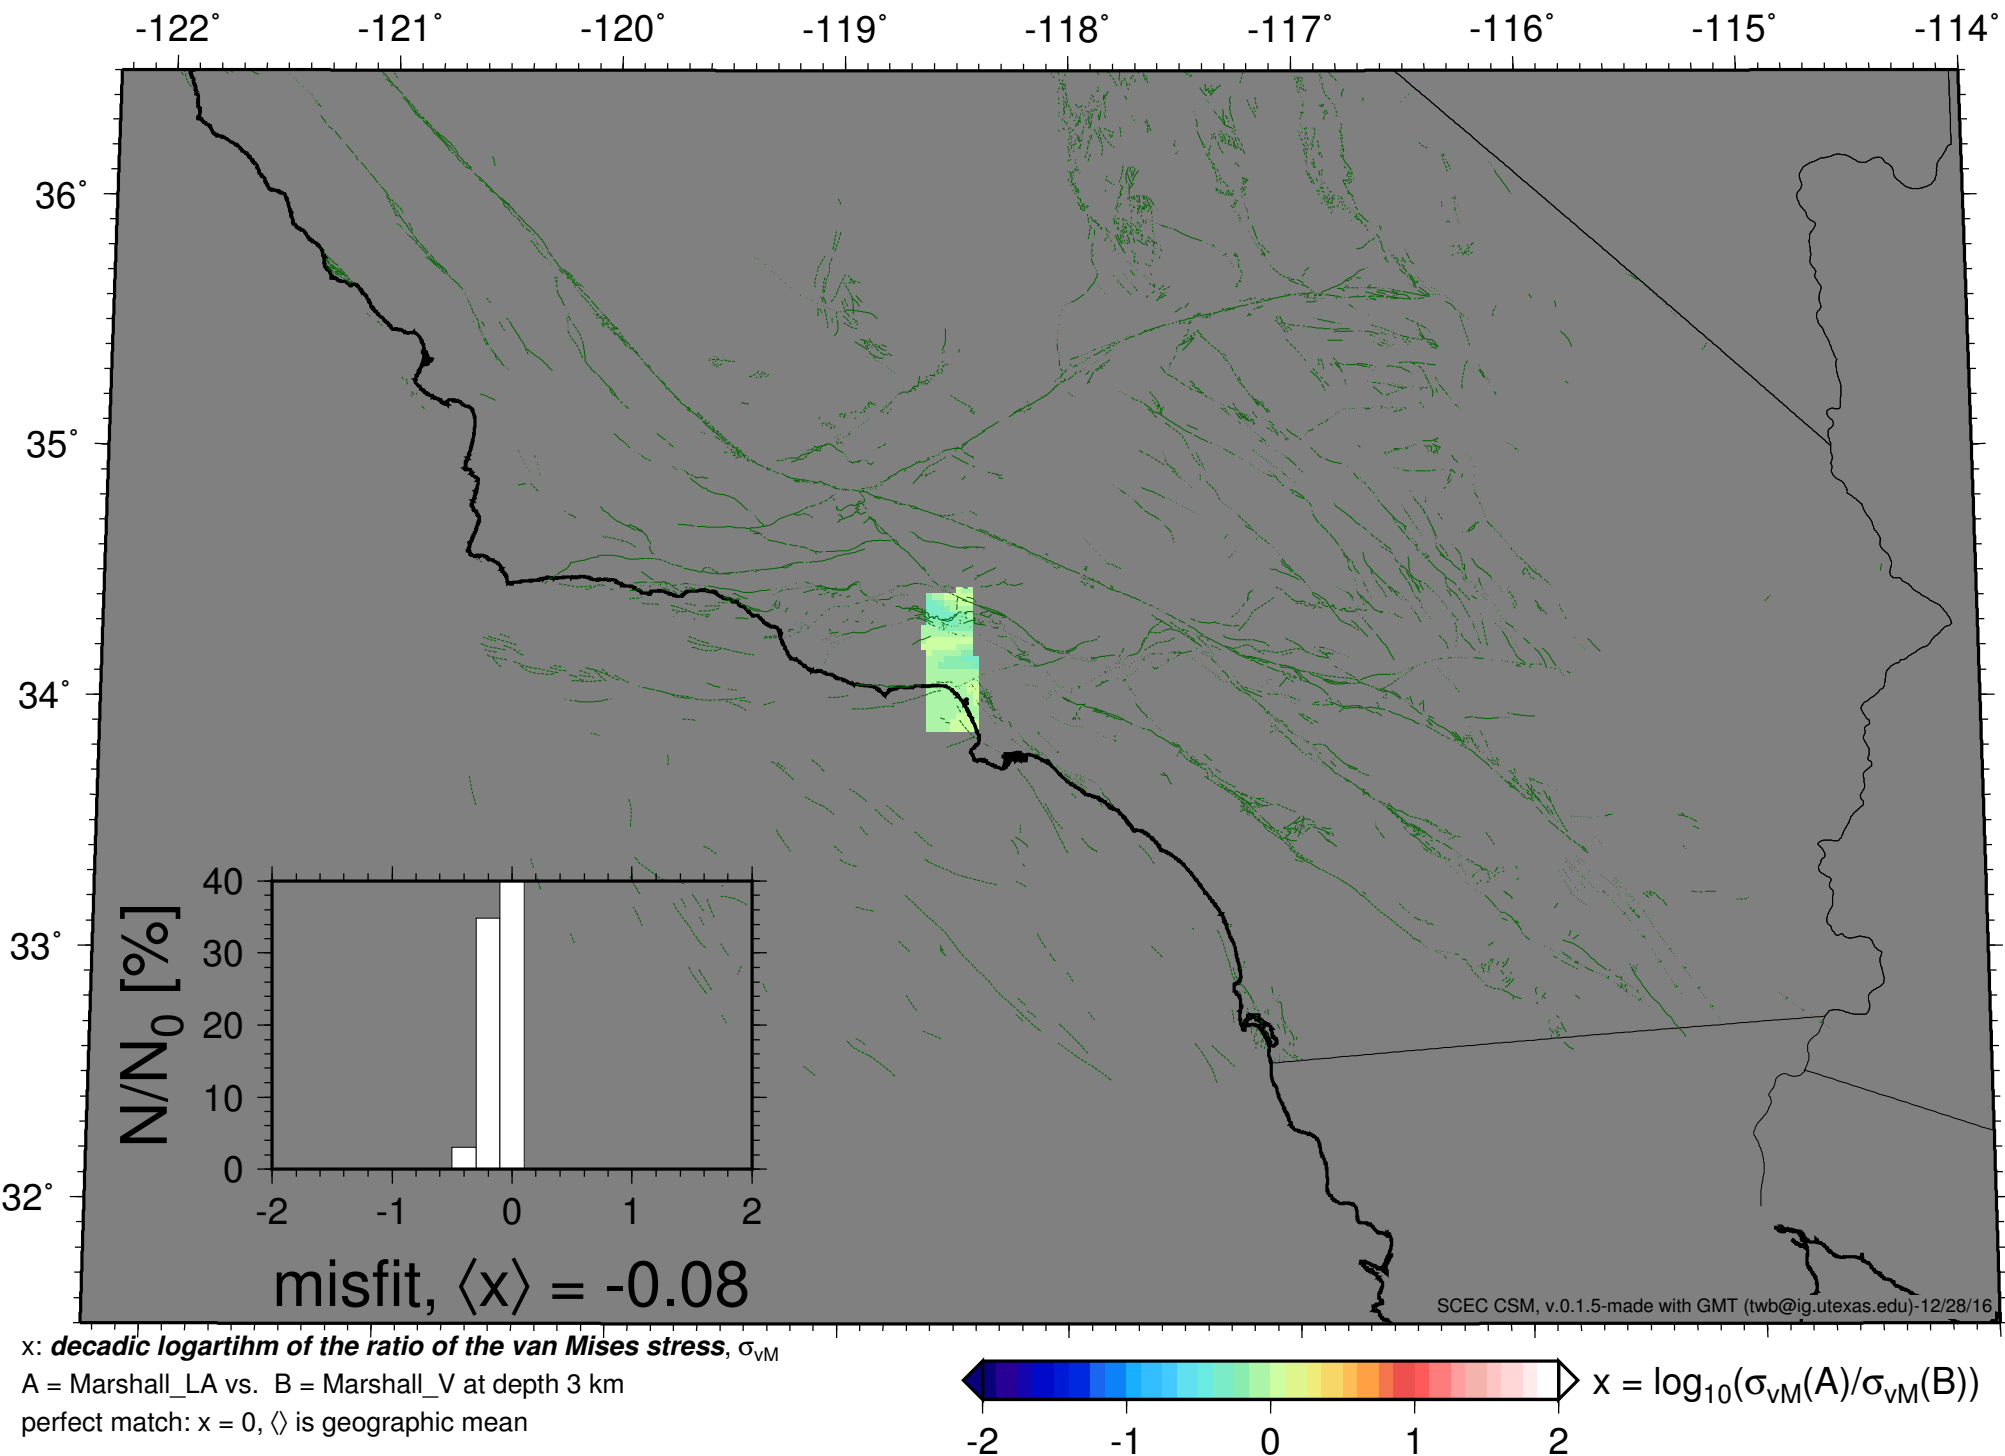 -122° -121° -120° -119° -118° -117° -116° -115° -114°
36°
35°
34°
33°
32°
N/N0 [%]
40
30
20
10
0
-2 -1 0 1 2
misfit, ⟨x⟩ = -0.08
SCEC CSM, v.0.1.5-made with GMT (twb@ig.utexas.edu)-12/28/16
x: decadic logartihm of the ratio of the van Mises stress, σvM
A = Marshall_LA vs. B = Marshall_V at depth 3 km
perfect match: x = 0, ⟨⟩ is geographic mean
x = log10(σvM(A)/σvM(B))
-2 -1 0 1 2